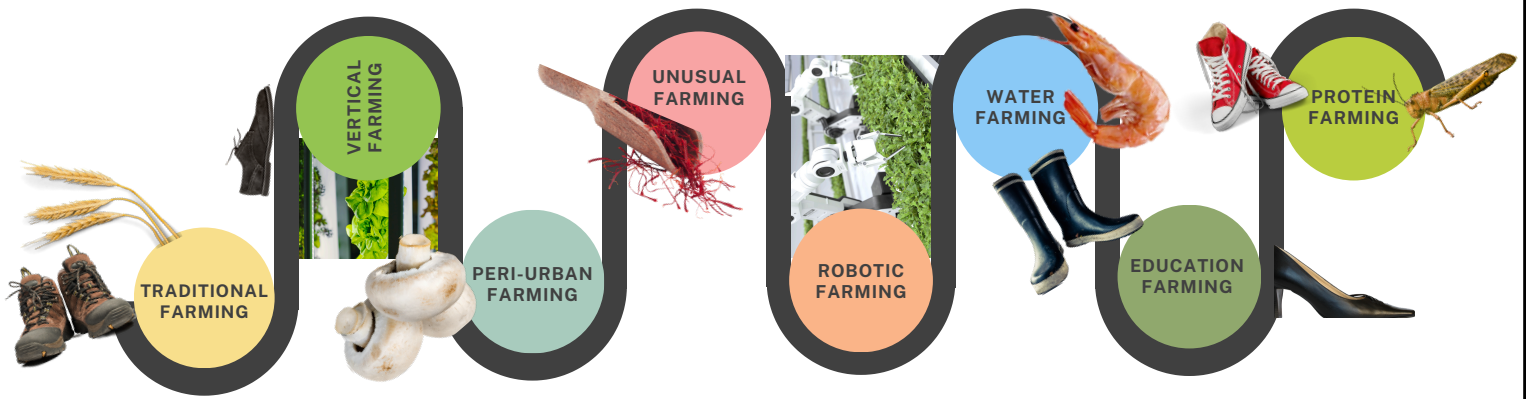 TRADITIONAL
FARMING
VERTICAL
FARMING
PERI-URBAN
FARMING
UNUSUAL
FARMING
ROBOTIC
FARMING
WATER
FARMING
EDUCATION
FARMING
PROTEIN
FARMING